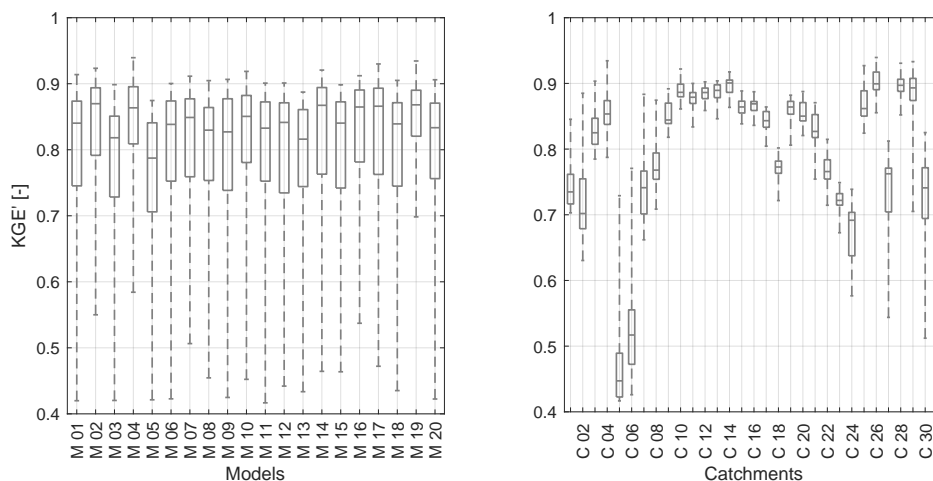 KGE' [-]
1
0.9
0.8
0.7
0.6
0.5
0.4
M 01
M 02
M 03
M 04
M 05
M 06
M 07
M 08
M 09
M 10
M 11
M 12
M 13
M 14
M 15
M 16
M 17
M 18
M 19
M 20
Models
1
0.9
0.8
0.7
0.6
0.5
0.4
C 02
C 04
C 06
C 08
C 10
C 12
C 14
C 16
C 18
C 20
C 22
C 24
C 26
C 28
C 30
Catchments